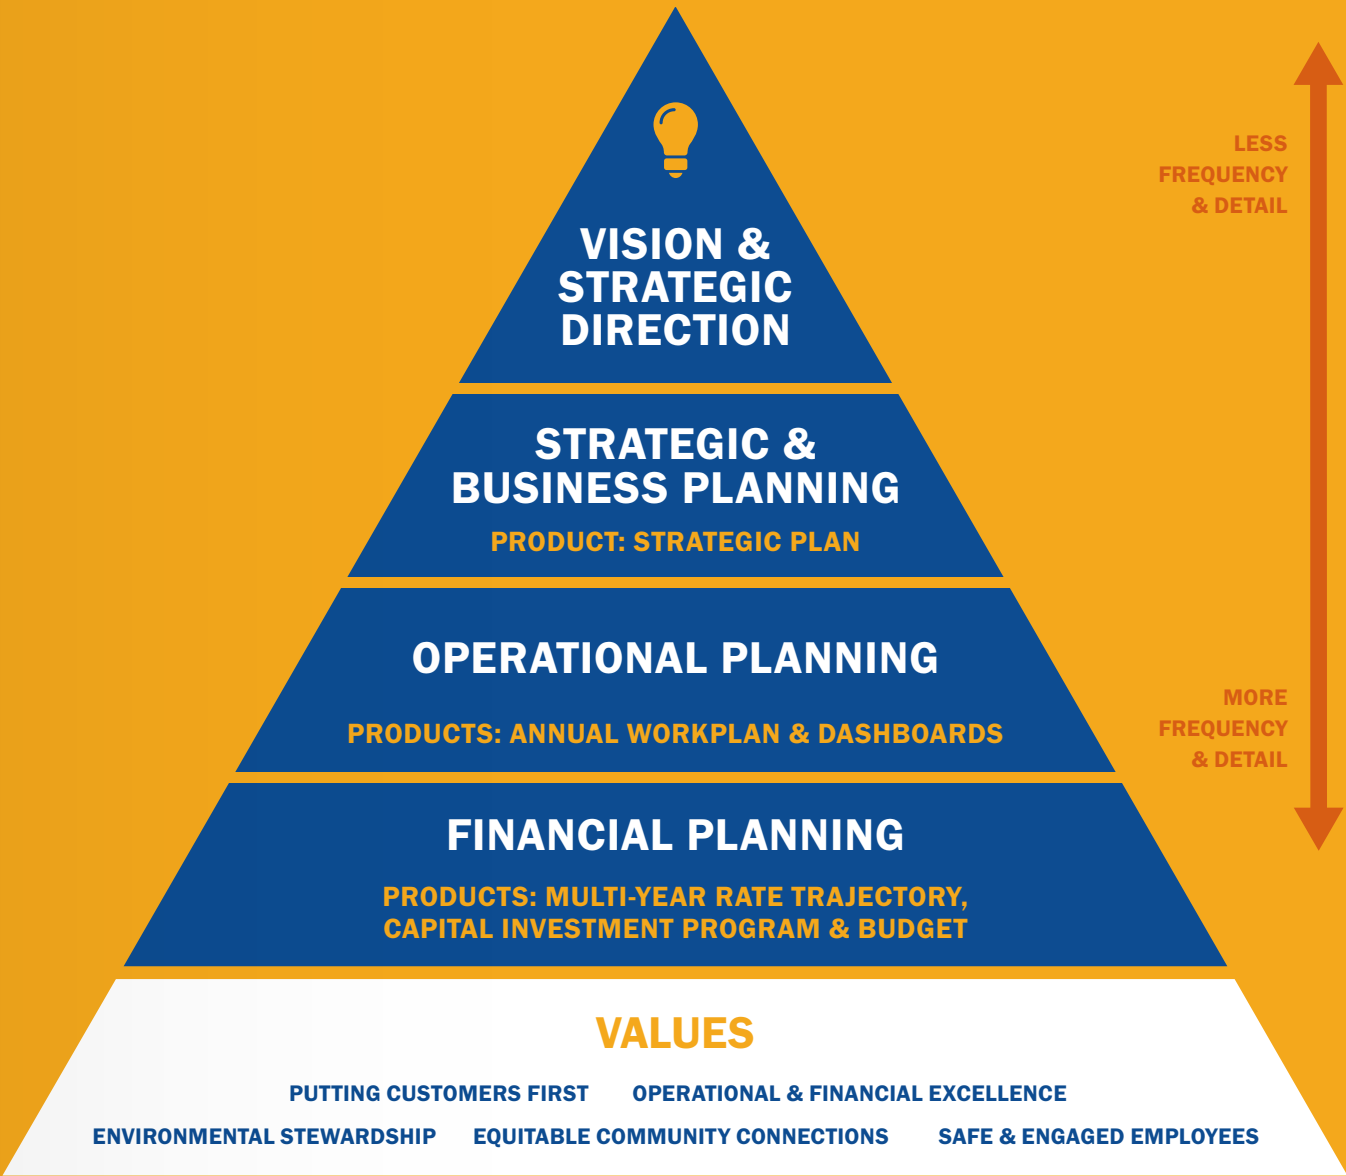 LESS
FREQUENCY
& DETAIL
VISION &
STRATEGIC
DIRECTION
STRATEGIC &
BUSINESS PLANNING
PRODUCT: STRATEGIC PLAN
OPERATIONAL PLANNING
PRODUCTS: ANNUAL WORKPLAN & DASHBOARDS
MORE
FREQUENCY
& DETAIL
FINANCIAL PLANNING
PRODUCTS: MULTI-YEAR RATE TRAJECTORY,
CAPITAL INVESTMENT PROGRAM & BUDGET
VALUES
PUTTING CUSTOMERS FIRST OPERATIONAL & FINANCIAL EXCELLENCE
ENVIRONMENTAL STEWARDSHIP EQUITABLE COMMUNITY CONNECTIONS SAFE & ENGAGED EMPLOYEES